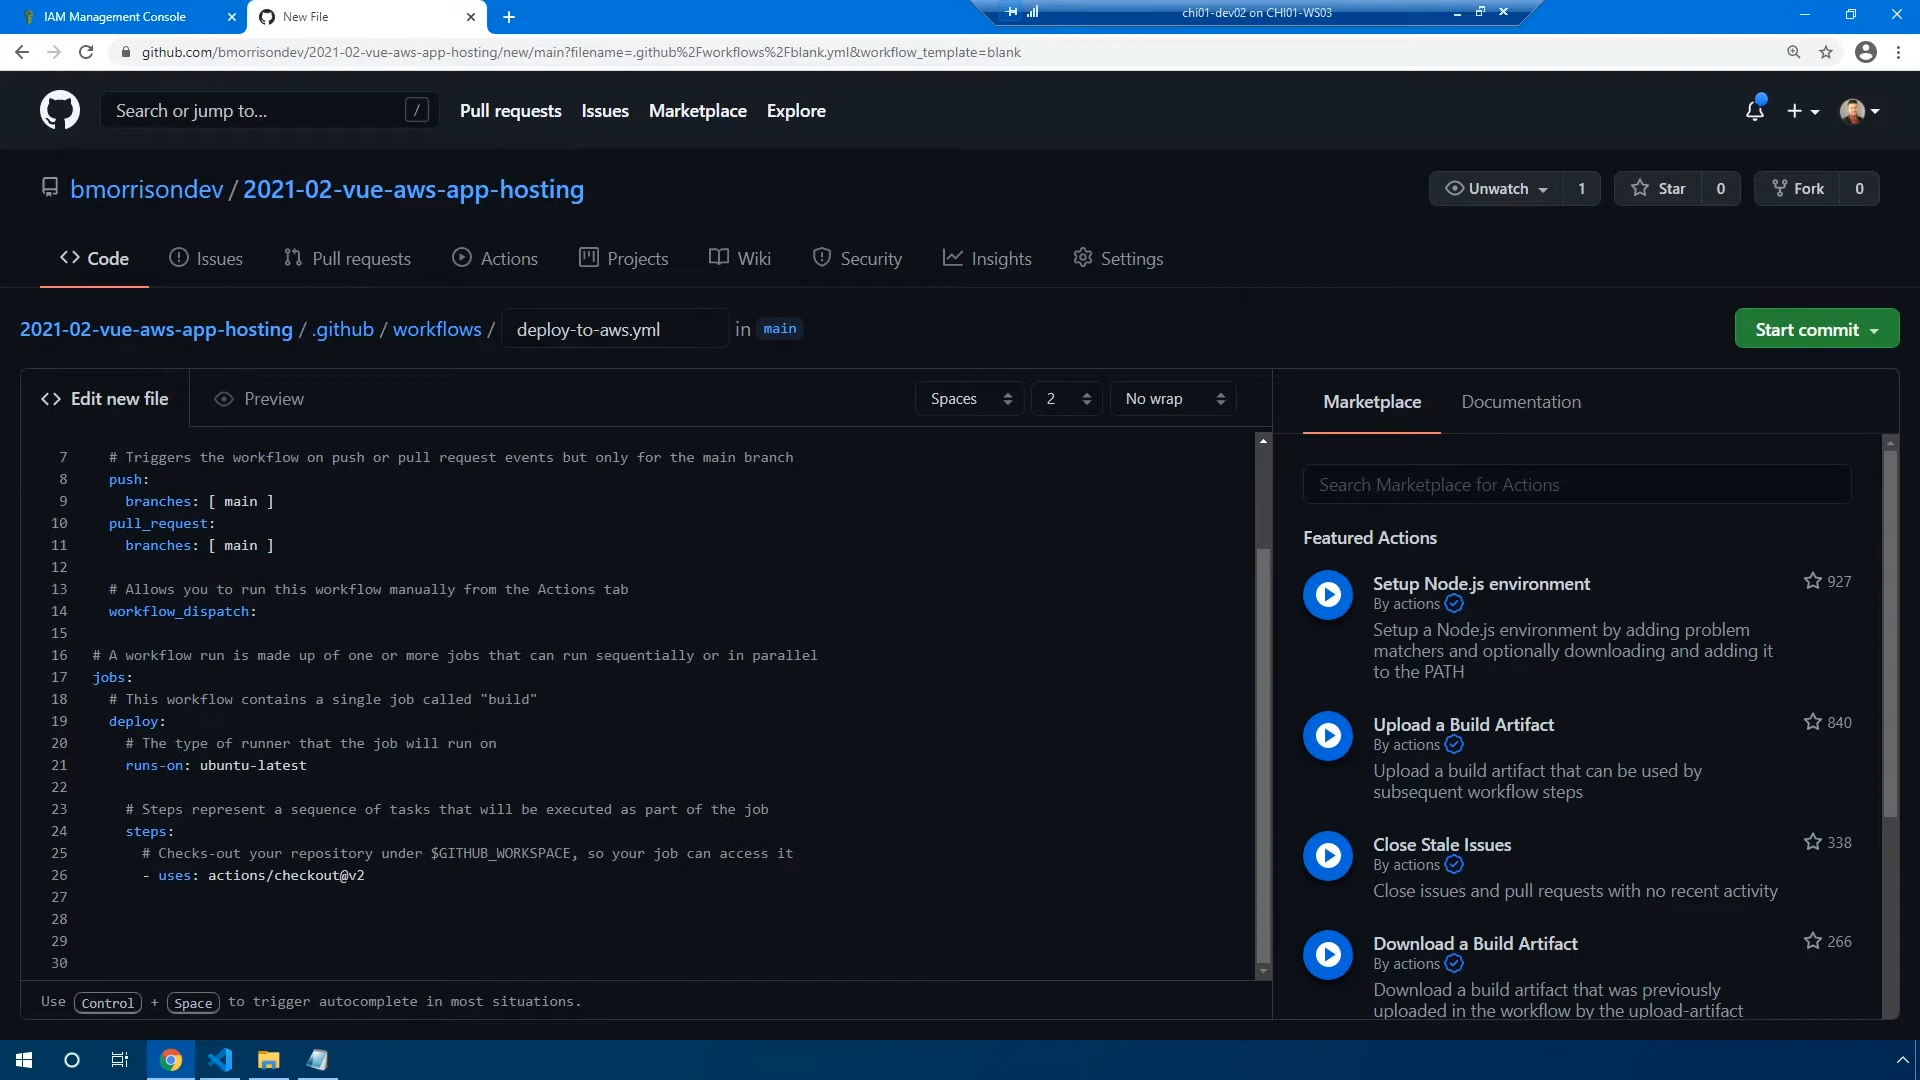 IAM Management Console
New File
chi01-dev02 on CHI01-WS03
github.com/bmorrisondev/2021-02-vue-aws-app-hosting/new/main?filename=.github%2Fworkflows%2Fblank.yml&workflow_template=blank
Search or jump to... /
Pull requests Issues Marketplace Explore
bmorrisondev / 2021-02-vue-aws-app-hosting
Unwatch 1 Star 0 Fork 0
Code Issues Pull requests Actions Projects Wiki Security Insights Settings
2021-02-vue-aws-app-hosting / .github / workflows / deploy-to-aws.yml in main
Start commit
Edit new file Preview
Spaces 2 No wrap
7 # Triggers the workflow on push or pull request events but only for the main branch
8 push:
9 branches: [ main ]
10 pull_request:
11 branches: [ main ]
12
13 # Allows you to run this workflow manually from the Actions tab
14 workflow_dispatch:
15
16 # A workflow run is made up of one or more jobs that can run sequentially or in parallel
17 jobs:
18 # This workflow contains a single job called "build"
19 deploy:
20 # The type of runner that the job will run on
21 runs-on: ubuntu-latest
22
23 # Steps represent a sequence of tasks that will be executed as part of the job
24 steps:
25 # Checks-out your repository under $GITHUB_WORKSPACE, so your job can access it
26 - uses: actions/checkout@v2
27
28
29
30
Use Control + Space to trigger autocomplete in most situations.
Marketplace Documentation
Search Marketplace for Actions
Featured Actions
Setup Node.js environment 927
By actions
Setup a Node.js environment by adding problem
matchers and optionally downloading and adding it
to the PATH
Upload a Build Artifact 840
By actions
Upload a build artifact that can be used by
subsequent workflow steps
Close Stale Issues 338
By actions
Close issues and pull requests with no recent activity
Download a Build Artifact 266
By actions
Download a build artifact that was previously
uploaded in the workflow by the upload-artifact